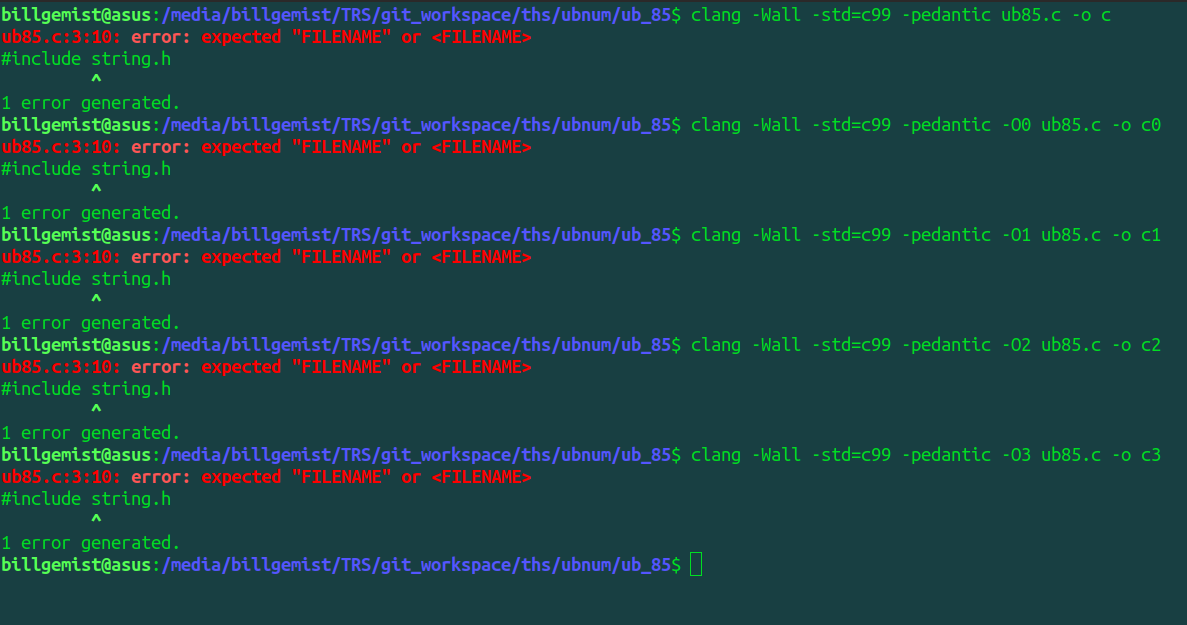 billgemist@asus:/media/billgemist/TRS/git_workspace/ths/ubnum/ub_85$ clang -Wall -std=c99 -pedantic ub85.c -o c
ub85.c:3:10: error: expected "FILENAME" or <FILENAME>
#include string.h
         ^
1 error generated.
billgemist@asus:/media/billgemist/TRS/git_workspace/ths/ubnum/ub_85$ clang -Wall -std=c99 -pedantic -O0 ub85.c -o c0
ub85.c:3:10: error: expected "FILENAME" or <FILENAME>
#include string.h
         ^
1 error generated.
billgemist@asus:/media/billgemist/TRS/git_workspace/ths/ubnum/ub_85$ clang -Wall -std=c99 -pedantic -O1 ub85.c -o c1
ub85.c:3:10: error: expected "FILENAME" or <FILENAME>
#include string.h
         ^
1 error generated.
billgemist@asus:/media/billgemist/TRS/git_workspace/ths/ubnum/ub_85$ clang -Wall -std=c99 -pedantic -O2 ub85.c -o c2
ub85.c:3:10: error: expected "FILENAME" or <FILENAME>
#include string.h
         ^
1 error generated.
billgemist@asus:/media/billgemist/TRS/git_workspace/ths/ubnum/ub_85$ clang -Wall -std=c99 -pedantic -O3 ub85.c -o c3
ub85.c:3:10: error: expected "FILENAME" or <FILENAME>
#include string.h
         ^
1 error generated.
billgemist@asus:/media/billgemist/TRS/git_workspace/ths/ubnum/ub_85$